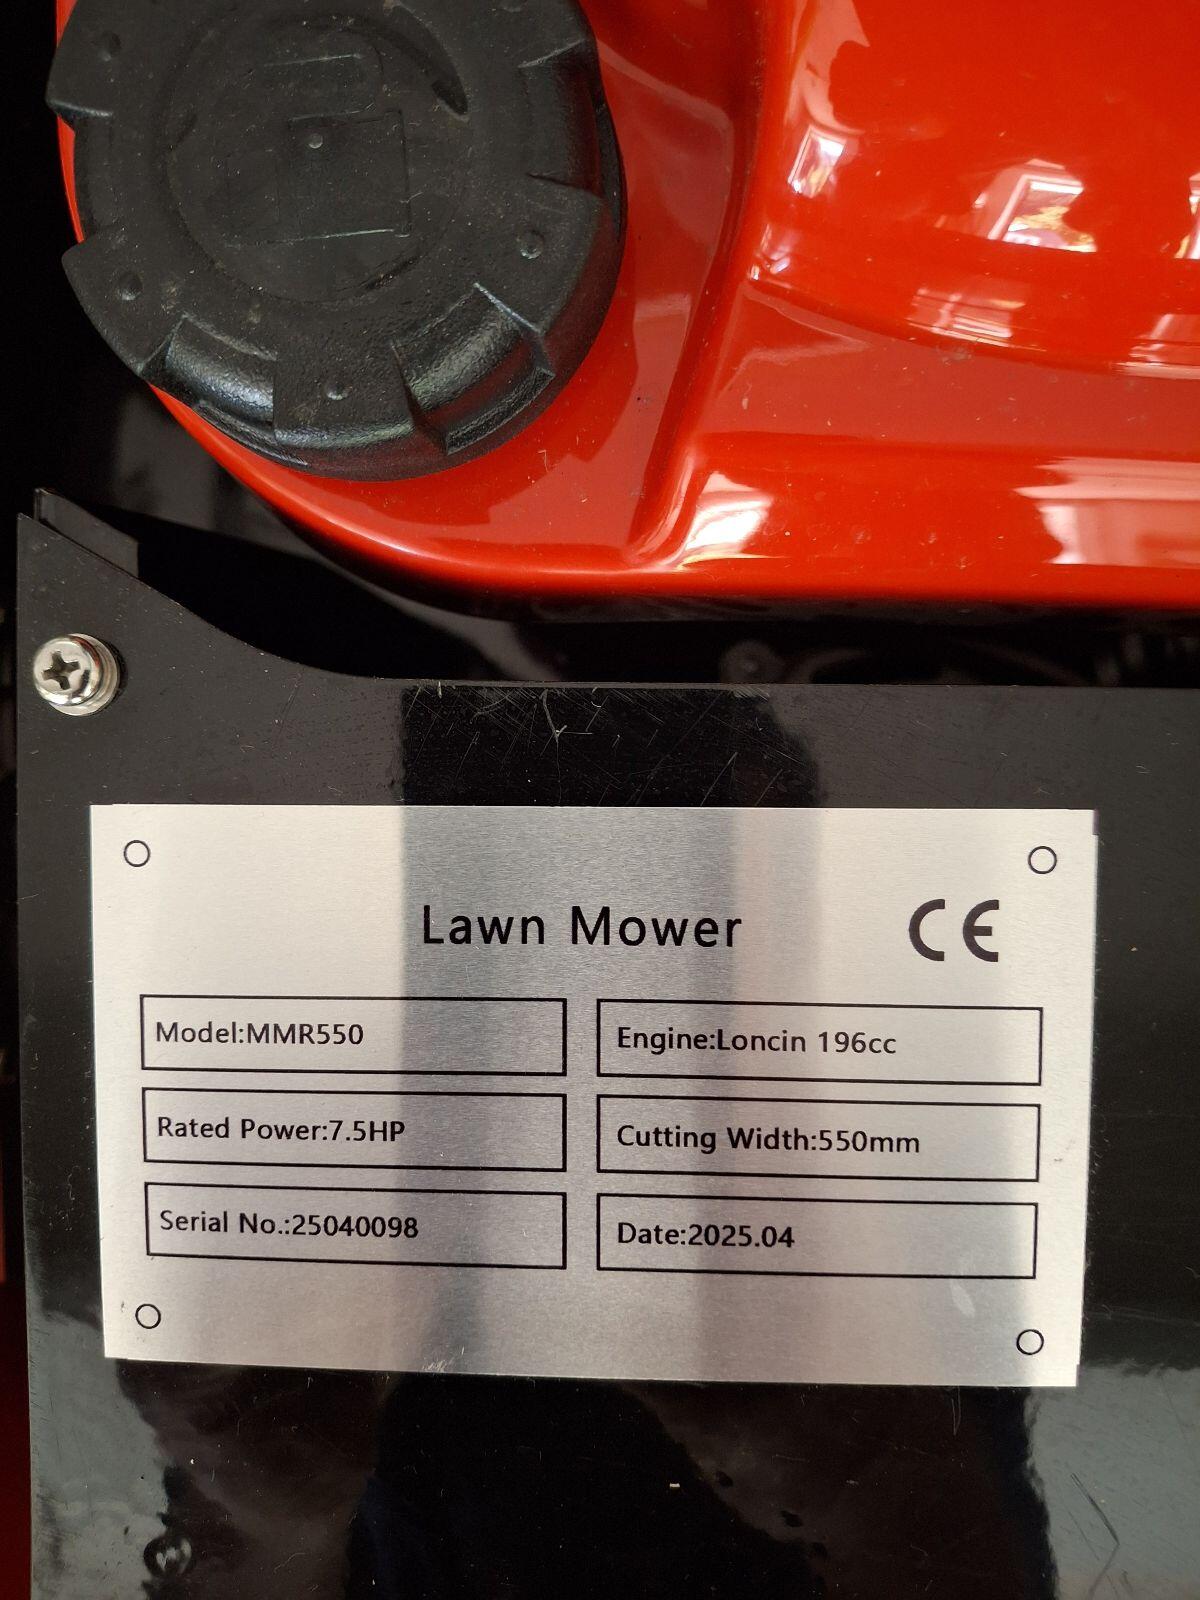 Lawn Mower CE
Model:MMR550
Engine:Loncin 196cc
Rated Power:7.5HP
Cutting Width:550mm
Serial No.:25040098
Date:2025.04